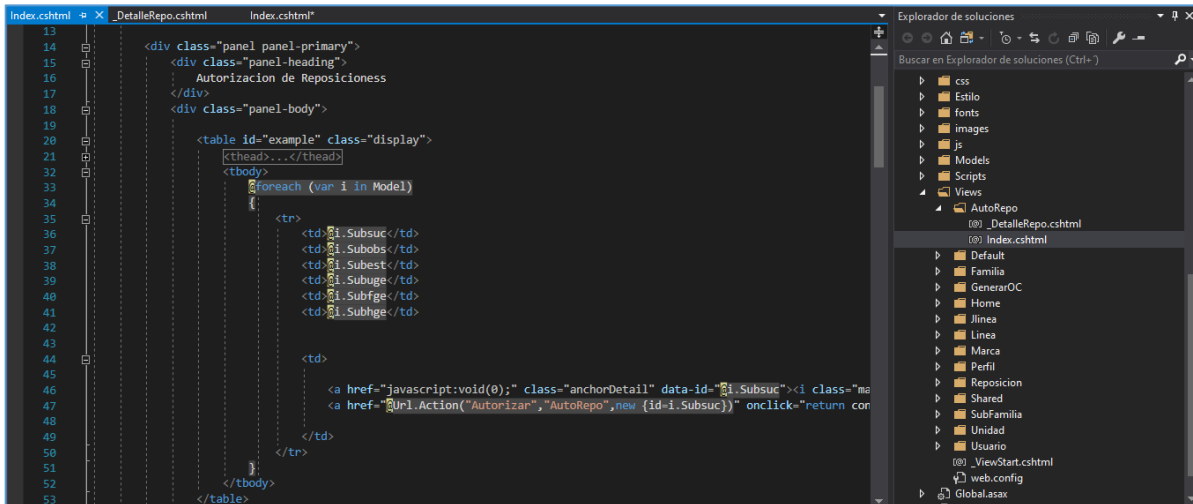 Index.cshtml
_DetalleRepo.cshtml
Index.cshtml*
13
14 <div class="panel panel-primary">
15 <div class="panel-heading">
16 Autorizacion de Reposicioness
17 </div>
18 <div class="panel-body">
19
20 <table id="example" class="display">
21 <thead>...</thead>
32 <tbody>
33 @foreach (var i in Model)
34 {
35 <tr>
36 <td>@i.Subsuc</td>
37 <td>@i.Subobs</td>
38 <td>@i.Subest</td>
39 <td>@i.Subuge</td>
40 <td>@i.Subfge</td>
41 <td>@i.Subhge</td>
42
43
44 <td>
45
46 <a href="javascript:void(0);" class="anchorDetail" data-id="@i.Subsuc"><i class="ma
47 <a href="@Url.Action("Autorizar","AutoRepo",new {id=i.Subsuc})" onclick="return con
48
49 </td>
50 </tr>
51 }
52 </tbody>
53 </table>
Explorador de soluciones
Buscar en Explorador de soluciones (Ctrl+´)
css
Estilo
fonts
images
js
Models
Scripts
Views
AutoRepo
_DetalleRepo.cshtml
Index.cshtml
Default
Familia
GenerarOC
Home
Jlinea
Linea
Marca
Perfil
Reposicion
Shared
SubFamilia
Unidad
Usuario
_ViewStart.cshtml
web.config
Global.asax